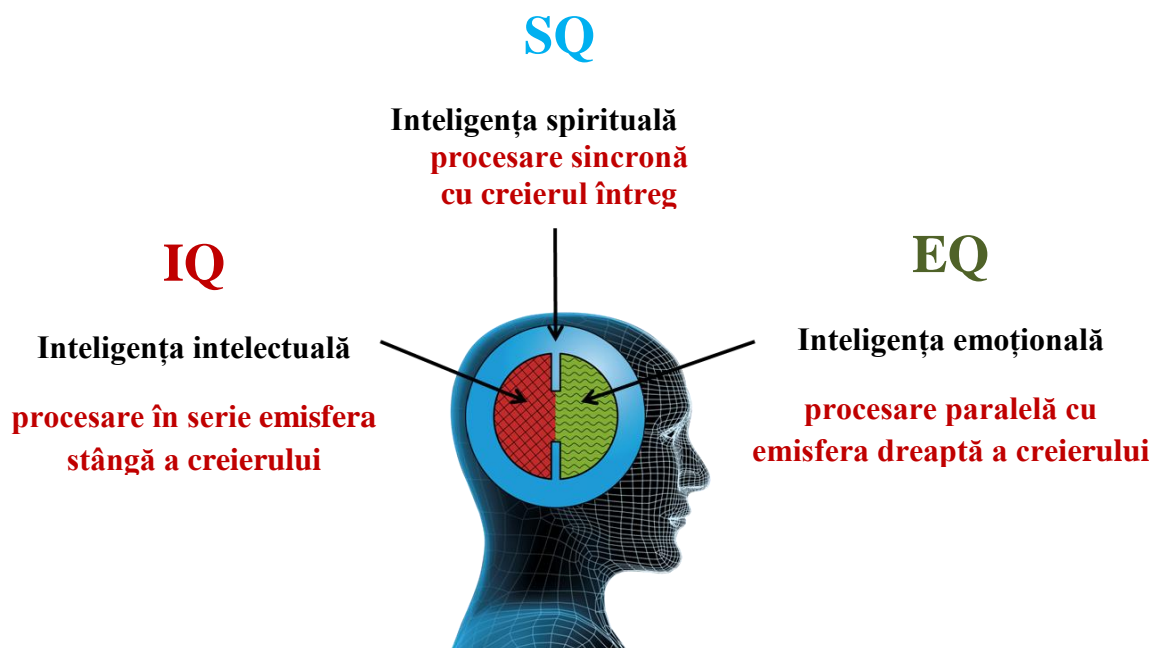 SQ
Inteligența spirituală
procesare sincronă
cu creierul întreg
IQ
Inteligența intelectuală
procesare în serie emisfera
stângă a creierului
EQ
Inteligența emoțională
procesare paralelă cu
emisfera dreaptă a creierului